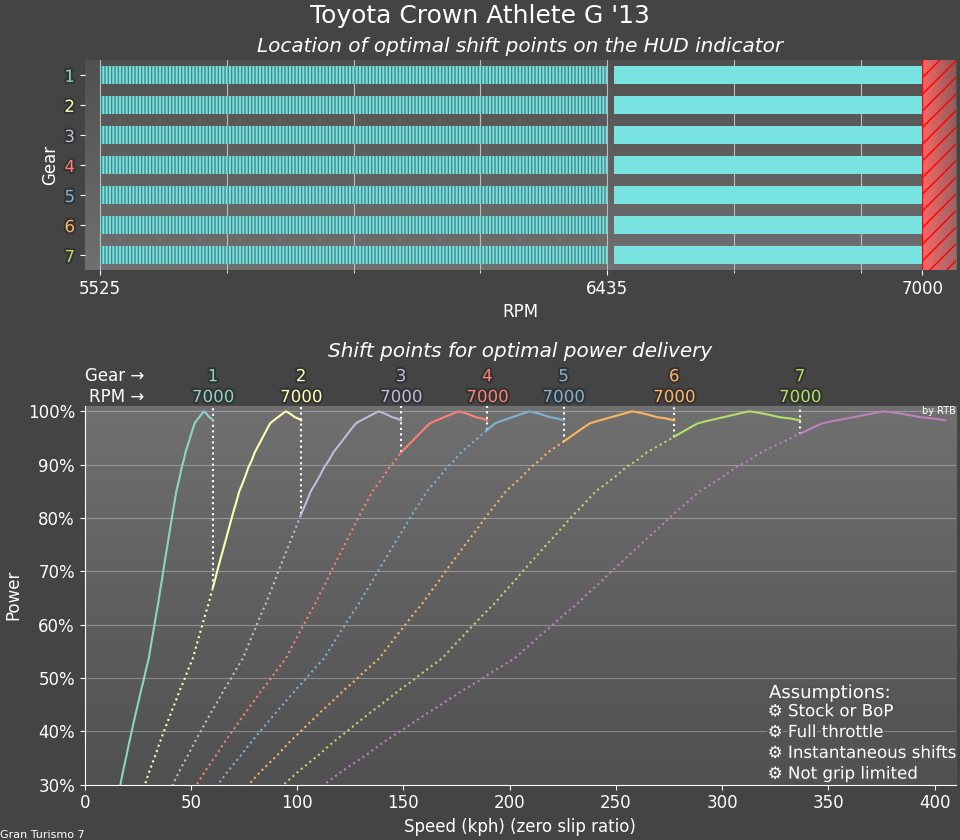 Toyota Crown Athlete G '13
Location of optimal shift points on the HUD indicator
Gear
1
2
3
4
5
6
7
5525 6435 7000
RPM
Shift points for optimal power delivery
Gear → 1 2 3 4 5 6 7
RPM → 7000 7000 7000 7000 7000 7000 7000
by RTB
Power
100%
90%
80%
70%
60%
50%
40%
30%
Assumptions:
⚙ Stock or BoP
⚙ Full throttle
⚙ Instantaneous shifts
⚙ Not grip limited
0 50 100 150 200 250 300 350 400
Speed (kph) (zero slip ratio)
Gran Turismo 7